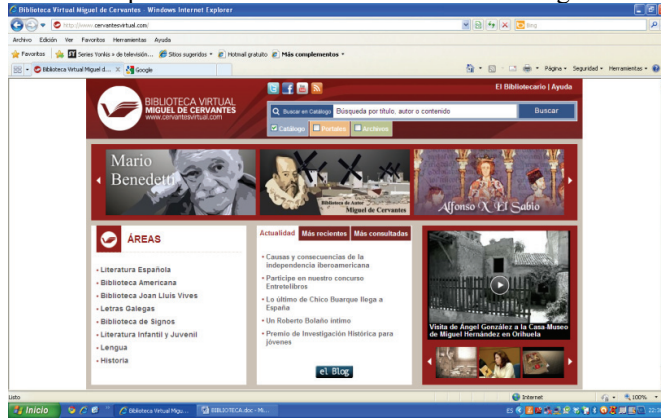 Biblioteca Virtual Miguel de Cervantes - Windows Internet Explorer
http://www.cervantesvirtual.com/
Bing
Archivo Edición Ver Favoritos Herramientas Ayuda
Favoritos Series Yonkis » de televisión... Sitios sugeridos Hotmail gratuito Más complementos
Biblioteca Virtual Miguel d... Google
Página Seguridad Herramientas
El Bibliotecario | Ayuda
BIBLIOTECA VIRTUAL
MIGUEL DE CERVANTES
www.cervantesvirtual.com
Buscar en Catálogo Búsqueda por título, autor o contenido Buscar
Catálogo Portales Archivos
Mario
Benedetti
Biblioteca de Autor
Miguel de Cervantes
Alfonso X El Sabio
ÁREAS
Literatura Española
Biblioteca Americana
Biblioteca Joan Lluís Vives
Letras Galegas
Biblioteca de Signos
Literatura Infantil y Juvenil
Lengua
Historia
Actualidad Más recientes Más consultadas
Causas y consecuencias de la
independencia iberoamericana
Participe en nuestro concurso
Entretelibros
Lo último de Chico Buarque llega a
España
Un Roberto Bolaño íntimo
Premio de Investigación Histórica para
jóvenes
el Blog
Visita de Ángel González a la Casa-Museo
de Miguel Hernández en Orihuela
Listo
Internet 100%
Inicio Biblioteca Virtual Migu... BIBLIOTECA.doc - Mi...
ES